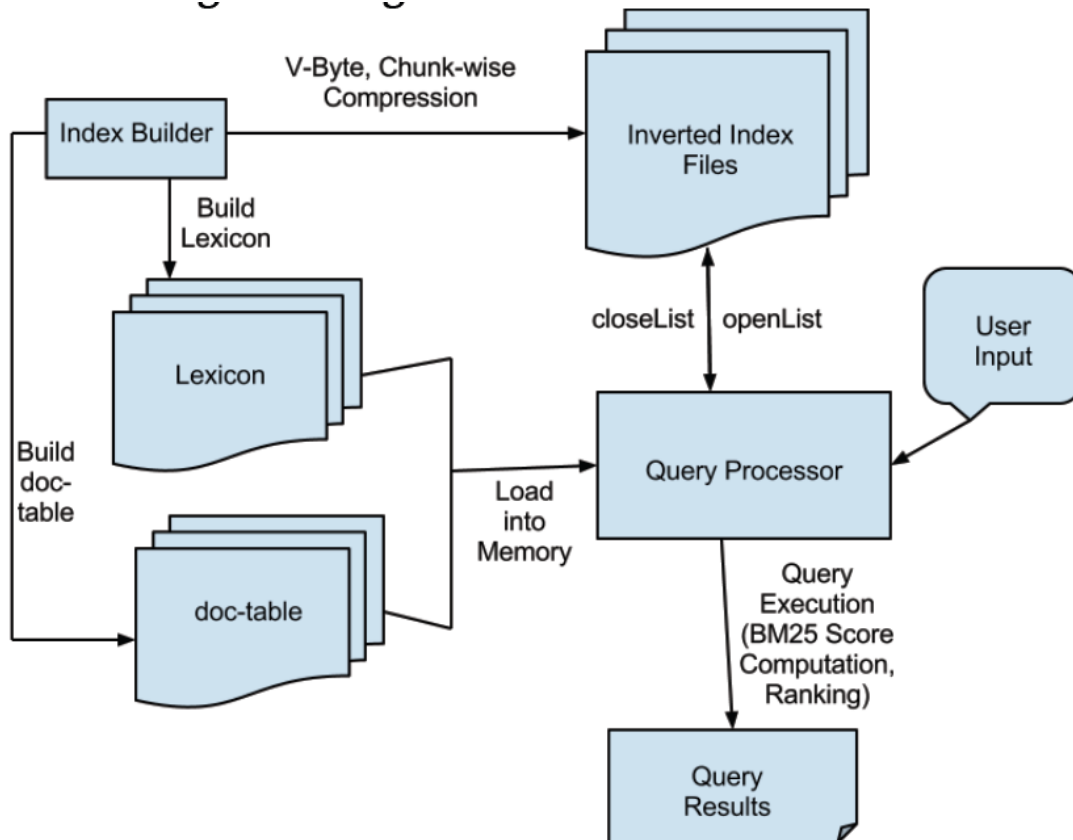 V-Byte, Chunk-wise
Compression
Index Builder
Inverted Index
Files
Build
Lexicon
closeList
openList
User
Input
Lexicon
Build
doc-
table
Load
into
Memory
Query Processor
doc-table
Query
Execution
(BM25 Score
Computation,
Ranking)
Query
Results